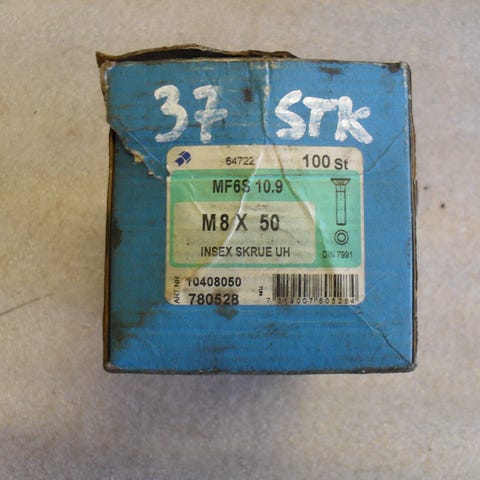 37 STK
64722 100 St
MF6S 10.9
M8 X 50
INSEX SKRUE UH
DIN 7991
ART.NR. 10408050
780528